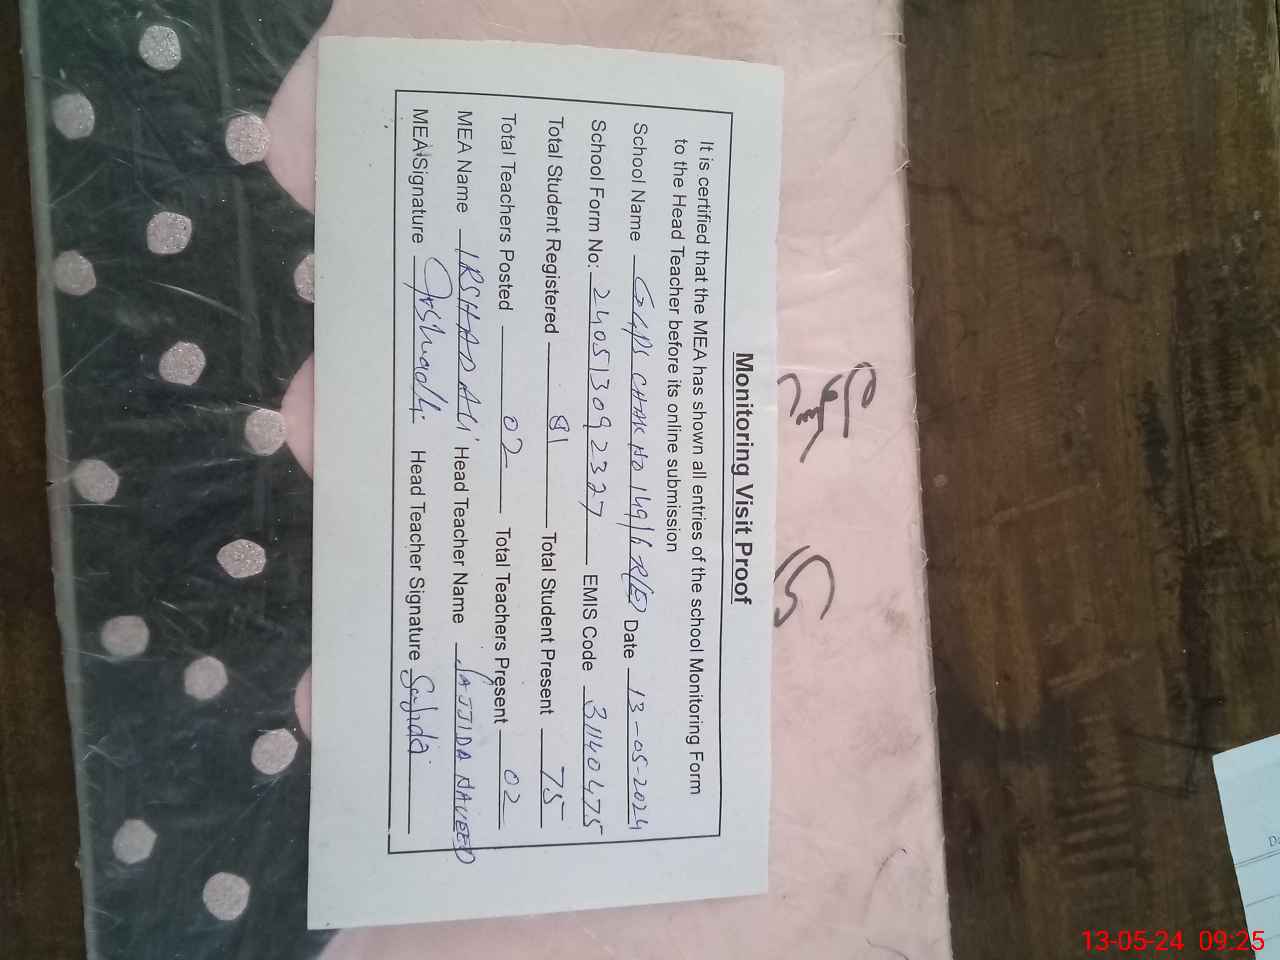 Monitoring Visit Proof
It is certified that the MEA has shown all entries of the school Monitoring Form
to the Head Teacher before its online submission
School Name GGPS CHAK NO 149/6-R(E) Date 13-05-2024
School Form No: 24051309 2327 EMIS Code 31140475
Total Student Registered 81 Total Student Present 75
Total Teachers Posted 02 Total Teachers Present 02
MEA Name IRSHAD ALI Head Teacher Name SAJJIDA NAVEED
MEA Signature Irshad Head Teacher Signature Sajida
13-05-24 09:25